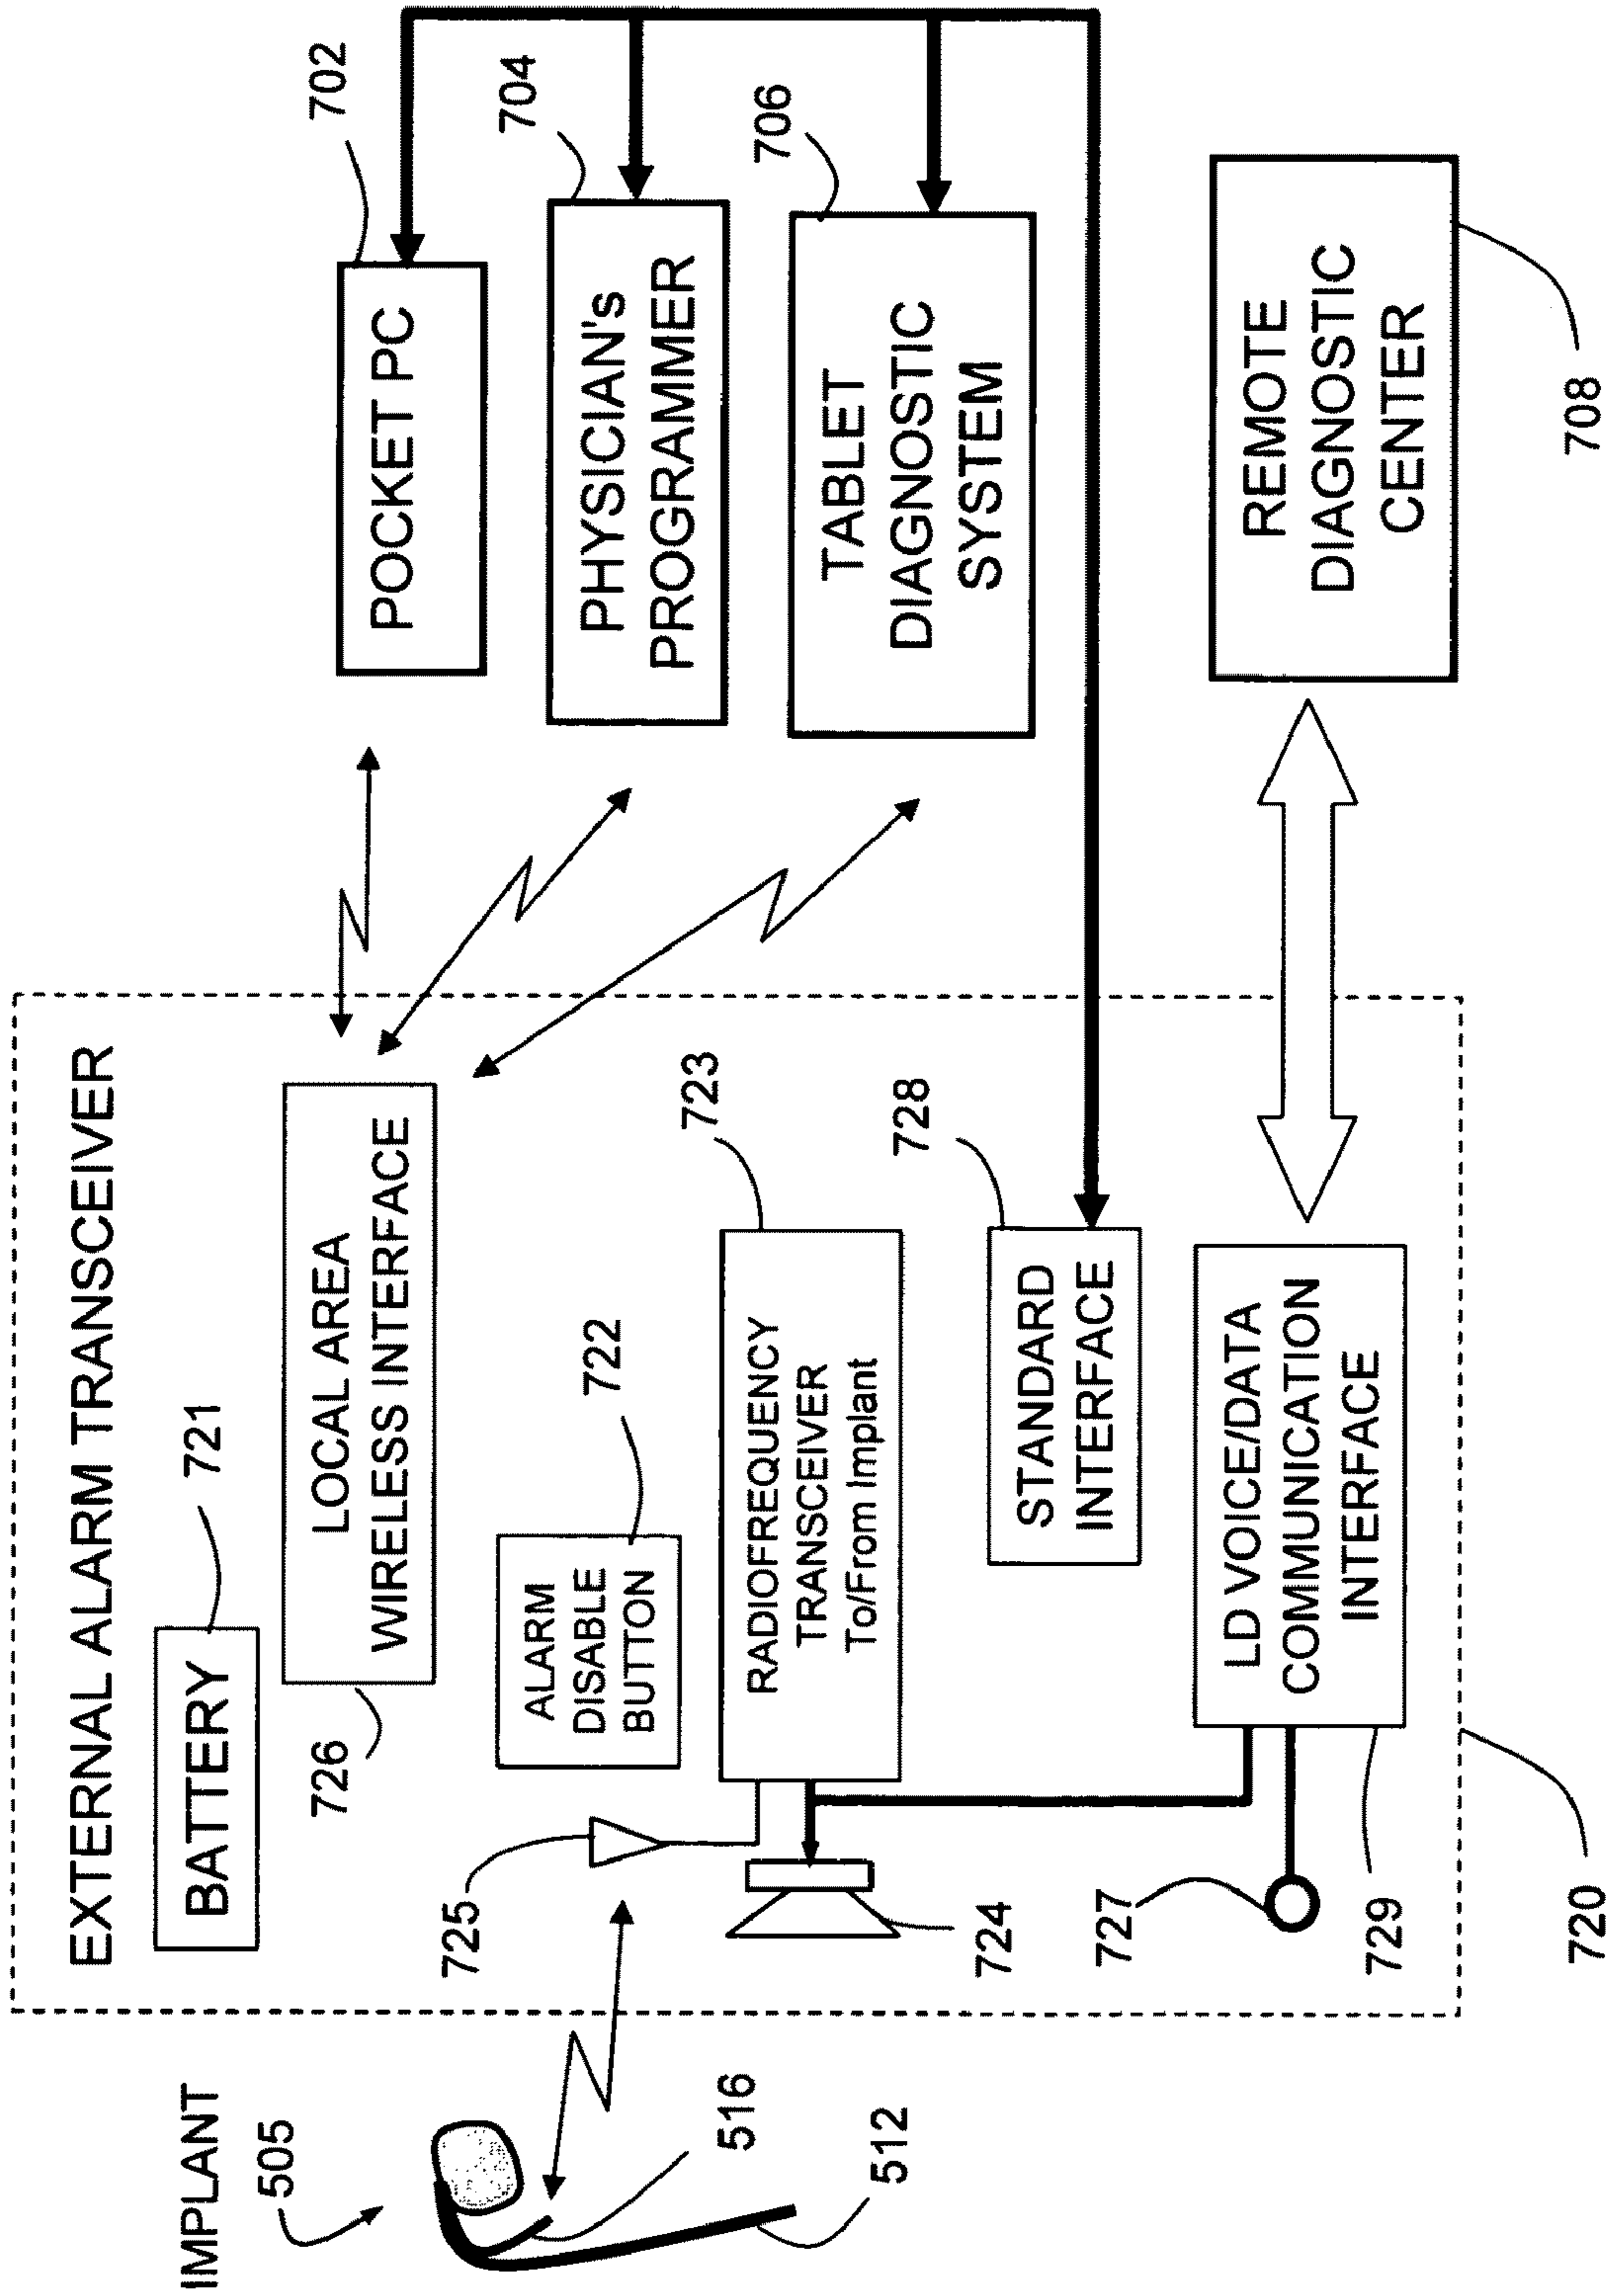 EXTERNAL ALARM TRANSCEIVER
BATTERY
721
LOCAL AREA
WIRELESS INTERFACE
726
ALARM
DISABLE
BUTTON
722
725
RADIOFREQUENCY
TRANSCEIVER
To/From Implant
723
724
STANDARD
INTERFACE
728
LD VOICE/DATA
COMMUNICATION
INTERFACE
727
729
720
IMPLANT
505
516
512
POCKET PC
702
PHYSICIAN's
PROGRAMMER
704
TABLET
DIAGNOSTIC
SYSTEM
706
REMOTE
DIAGNOSTIC
CENTER
708